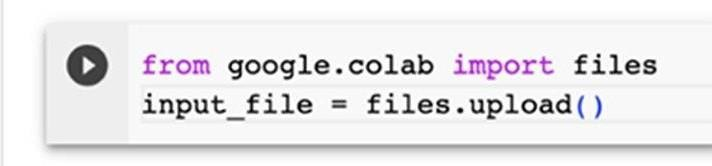 from google.colab import files
input_file = files.upload()